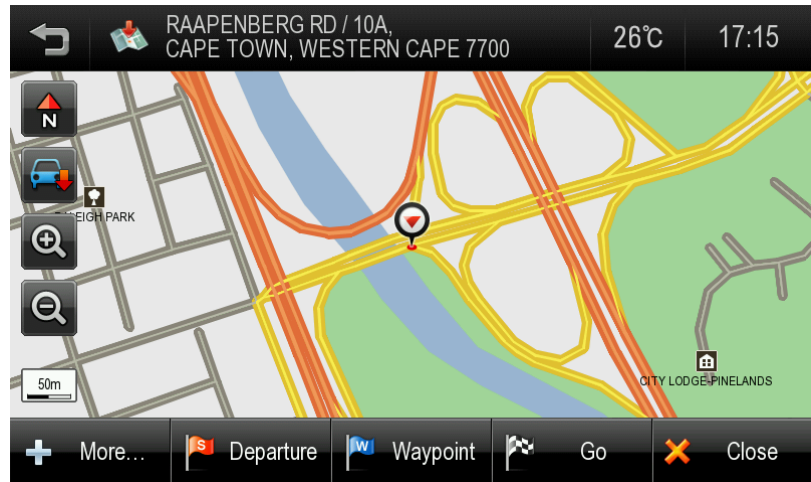 RAAPENBERG RD / 10A,
CAPE TOWN, WESTERN CAPE 7700
26℃
17:15
N
EIGH PARK
50m
CITY LODGE-PINELANDS
More...
S
Departure
W
Waypoint
Go
Close